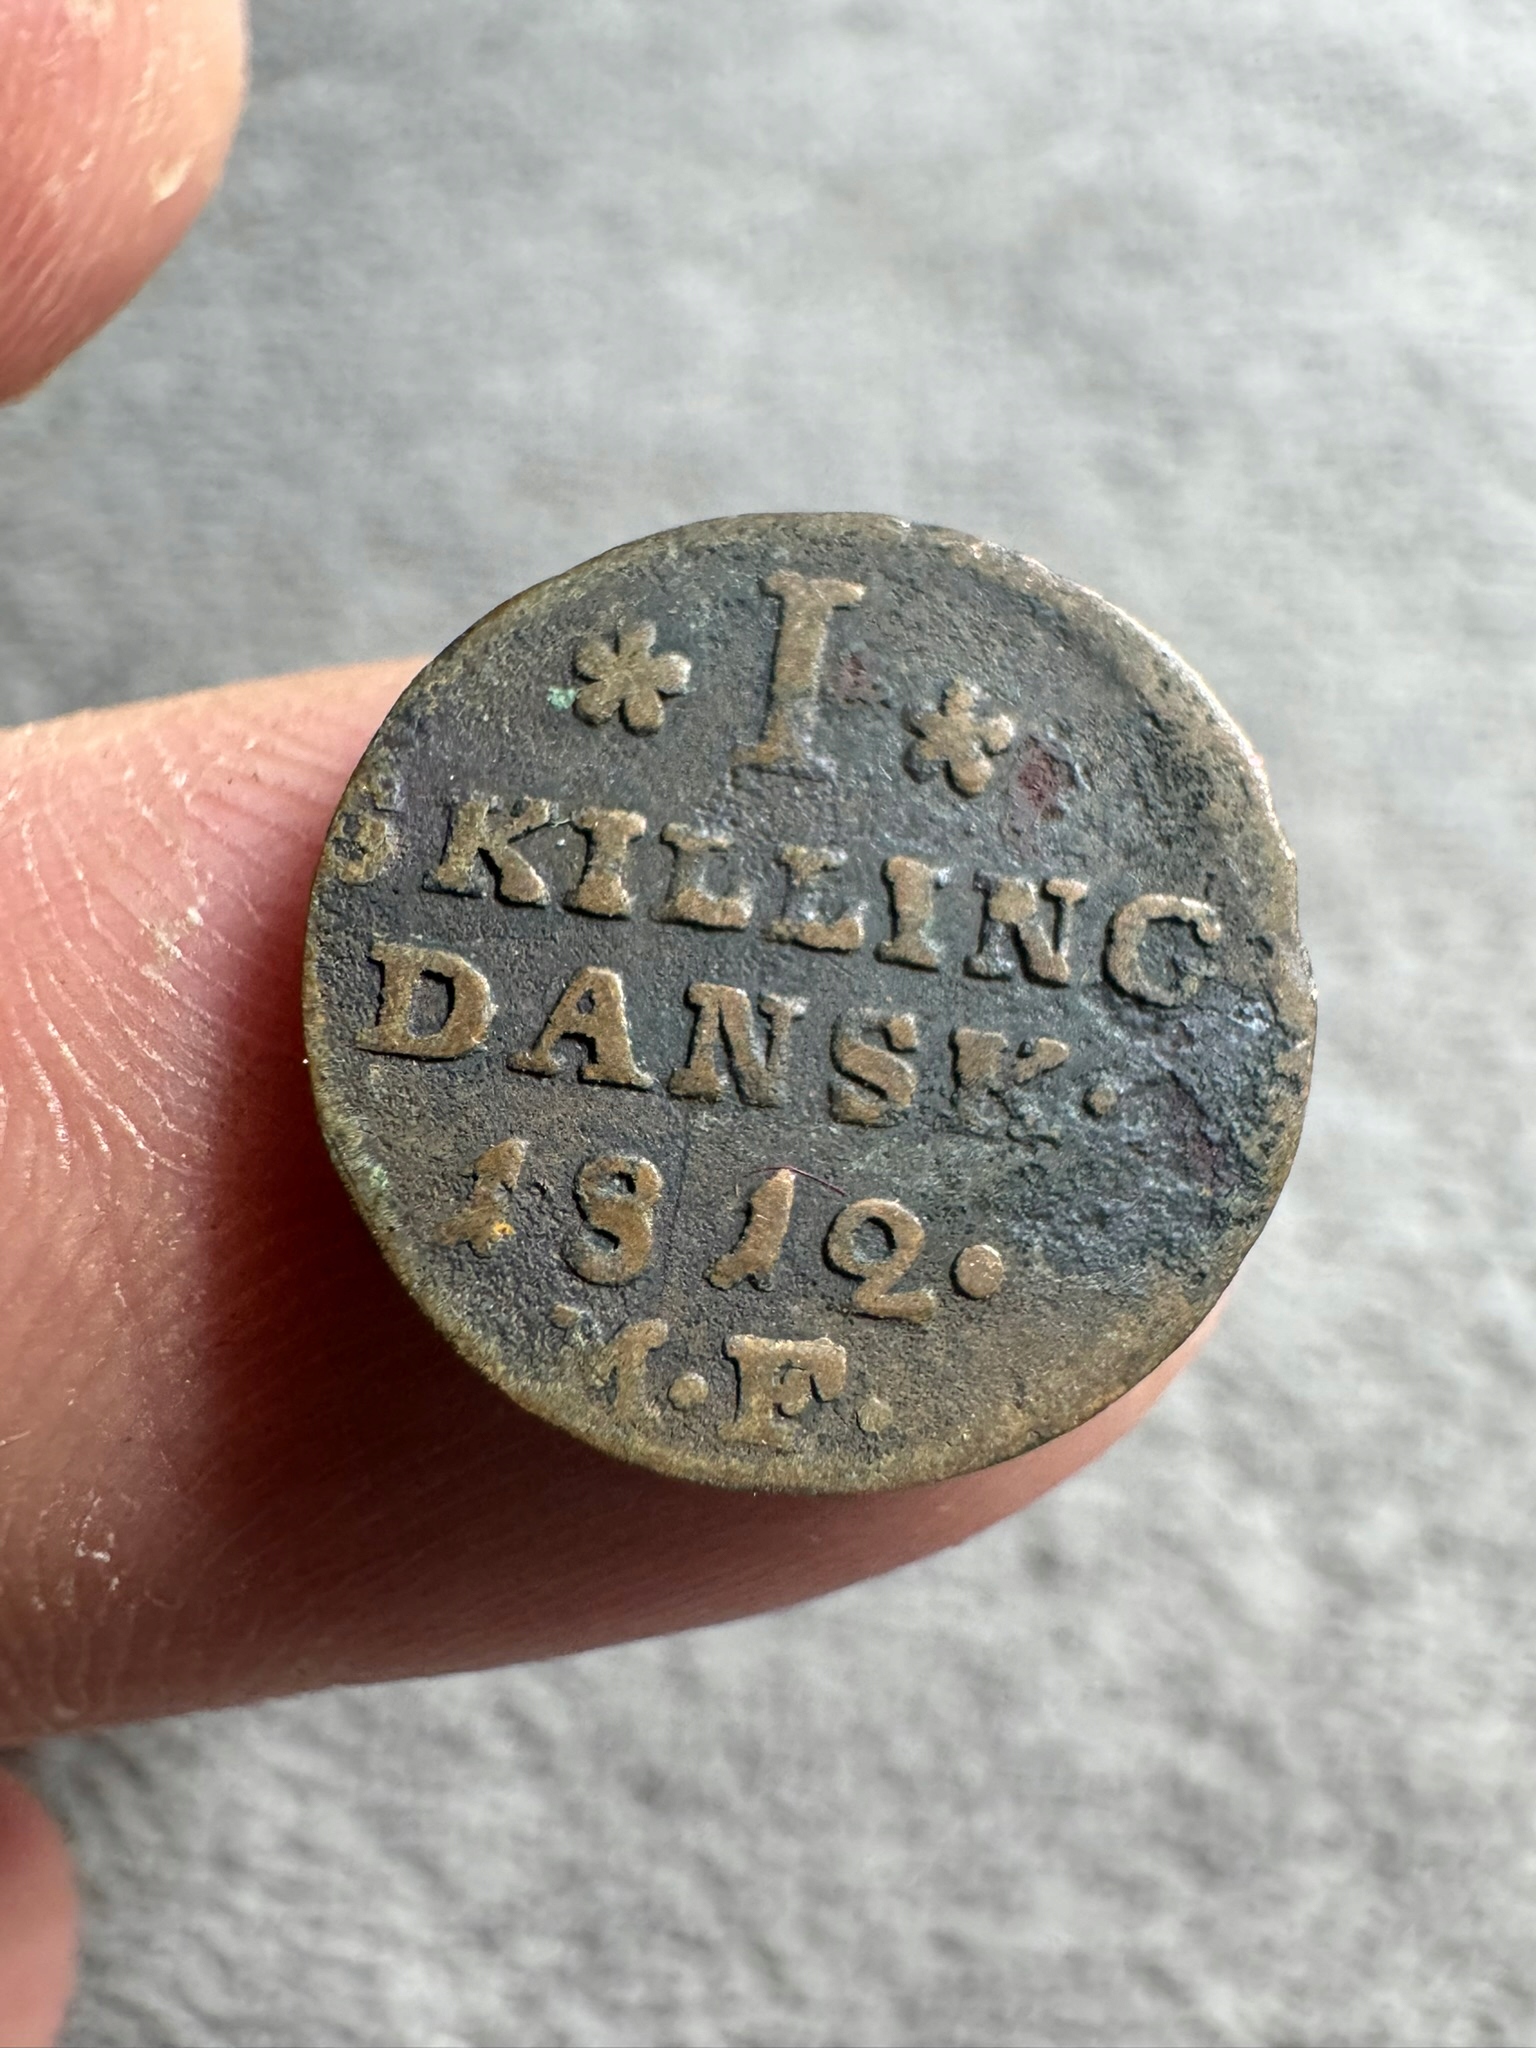 * I *
SKILLING
DANSK.
1812.
M.F.